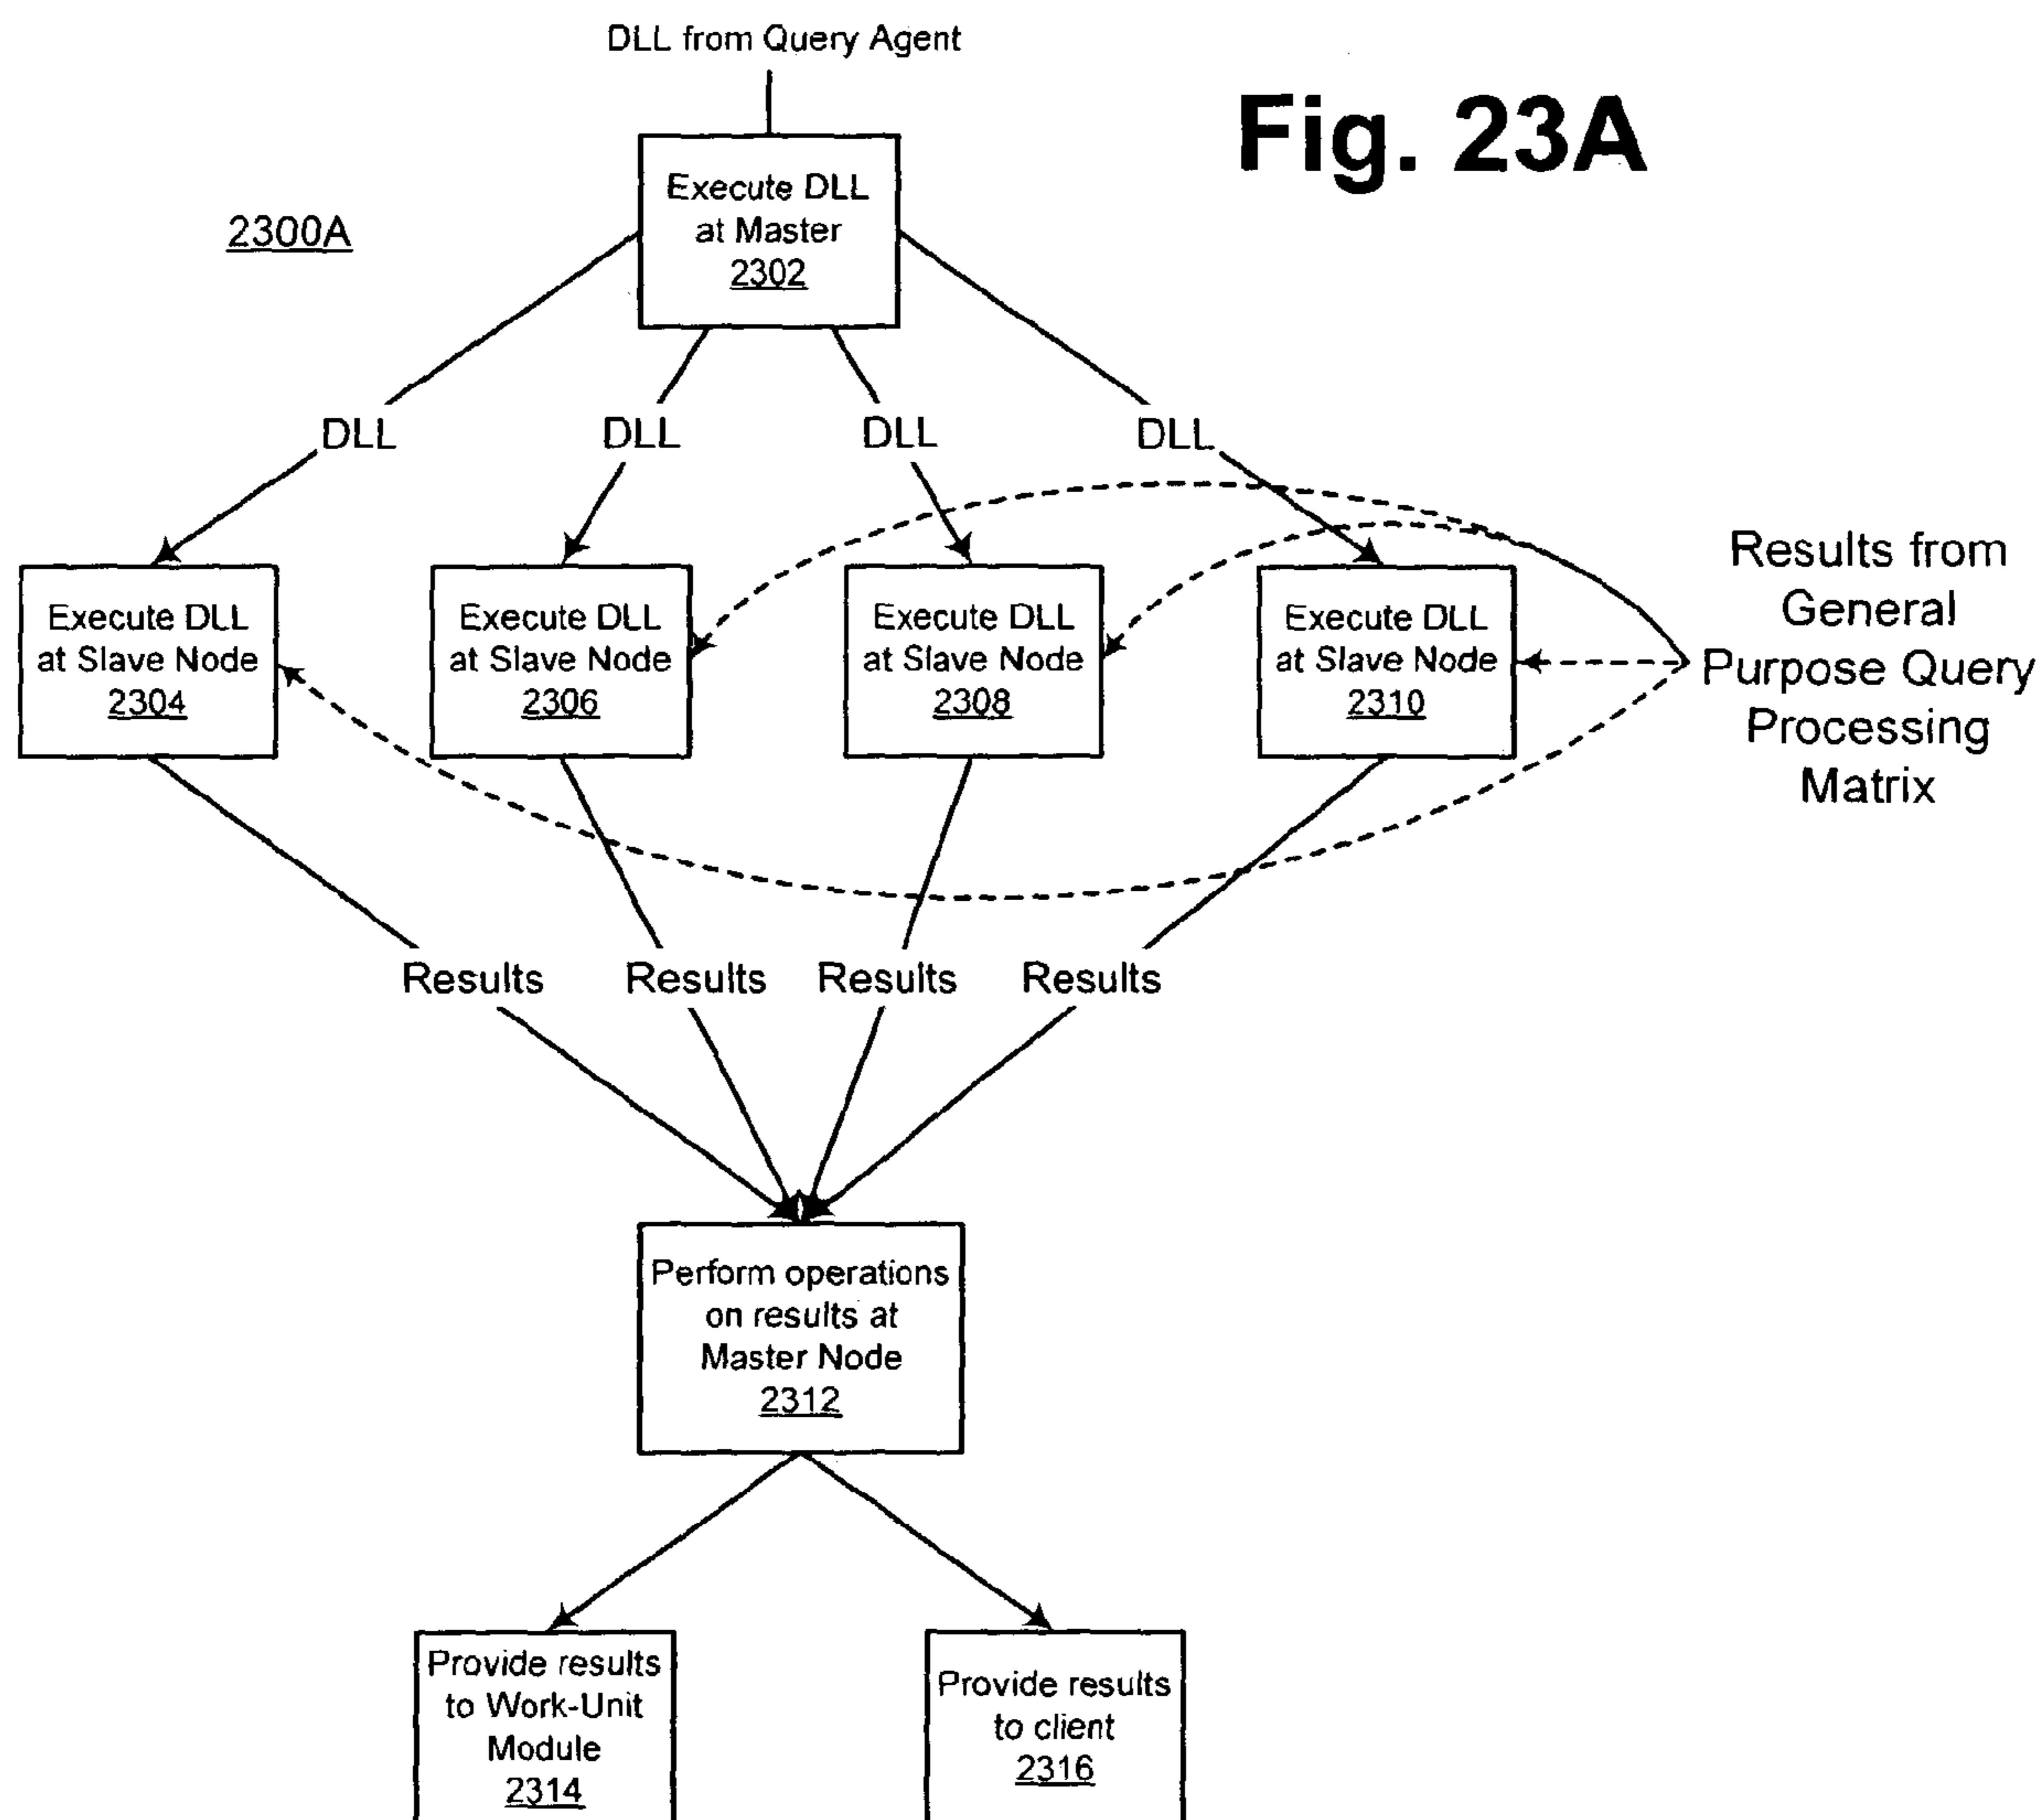 DLL from Query Agent
Fig. 23A
2300A
Execute DLL
at Master
2302
DLL
DLL
DLL
DLL
Results from
General
Purpose Query
Processing
Matrix
Execute DLL
at Slave Node
2304
Execute DLL
at Slave Node
2306
Execute DLL
at Slave Node
2308
Execute DLL
at Slave Node
2310
Results
Results
Results
Results
Perform operations
on results at
Master Node
2312
Provide results
to Work-Unit
Module
2314
Provide results
to client
2316